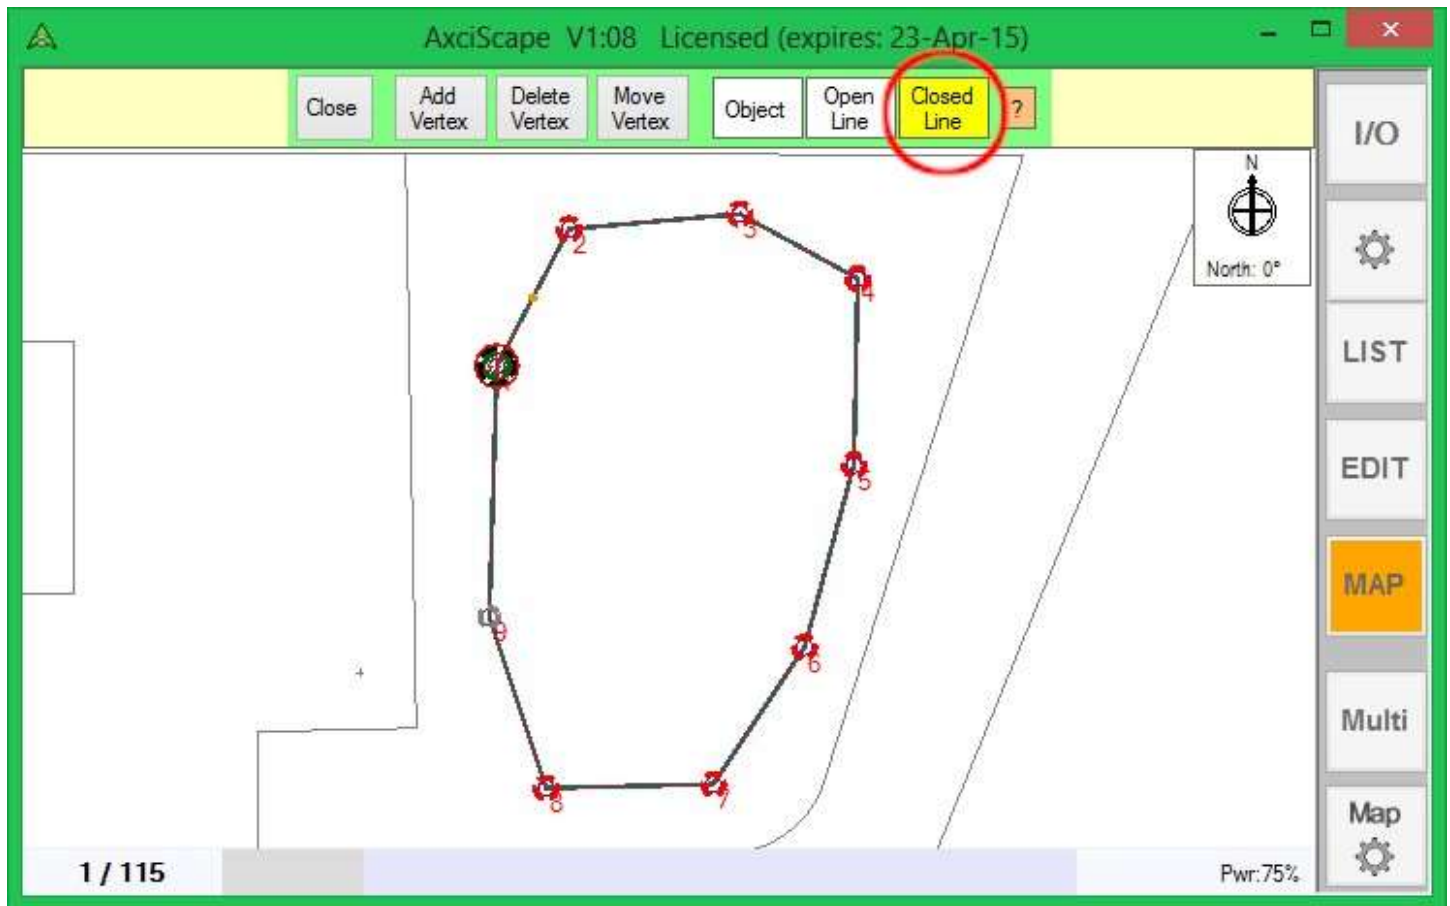 AxciScape V1:08 Licensed (expires: 23-Apr-15)
Close
Add
Vertex
Delete
Vertex
Move
Vertex
Object
Open
Line
Closed
Line
?
I/O
N
North: 0°
LIST
EDIT
MAP
Multi
Map
2
3
4
5
6
7
8
9
1 / 115
Pwr:75%